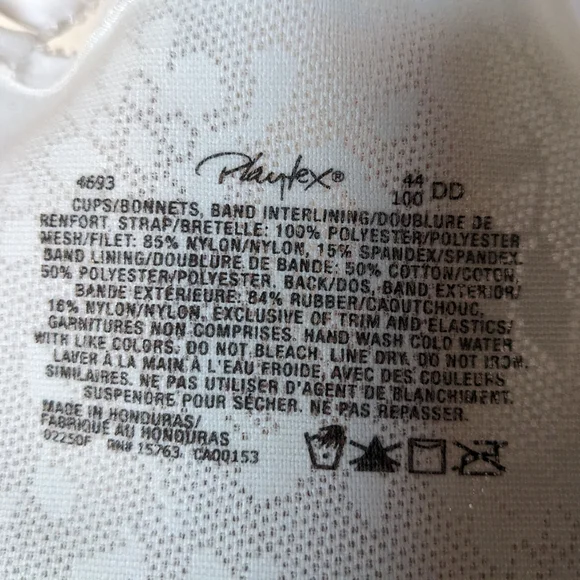 4693 Playtex® 44 DD
100
CUPS/BONNETS, BAND INTERLINING/DOUBLURE DE
RENFORT, STRAP/BRETELLE: 100% POLYESTER/POLYESTER
MESH/FILET: 85% NYLON/NYLON, 15% SPANDEX/SPANDEX.
BAND LINING/DOUBLURE DE BANDE: 50% COTTON/COTON,
50% POLYESTER/POLYESTER, BACK/DOS, BAND EXTERIOR/
BANDE EXTÉRIEURE: 84% RUBBER/CAOUTCHOUC,
16% NYLON/NYLON, EXCLUSIVE OF TRIM AND ELASTICS/
GARNITURES NON COMPRISES. HAND WASH COLD WATER
WITH LIKE COLORS. DO NOT BLEACH. LINE DRY. DO NOT IRON.
LAVER À LA MAIN À L'EAU FROIDE, AVEC DES COULEURS
SIMILAIRES. NE PAS UTILISER D'AGENT DE BLANCHIMENT.
SUSPENDRE POUR SÉCHER. NE PAS REPASSER.
MADE IN HONDURAS/
FABRIQUÉ AU HONDURAS
02250F RN# 15763 CA00153